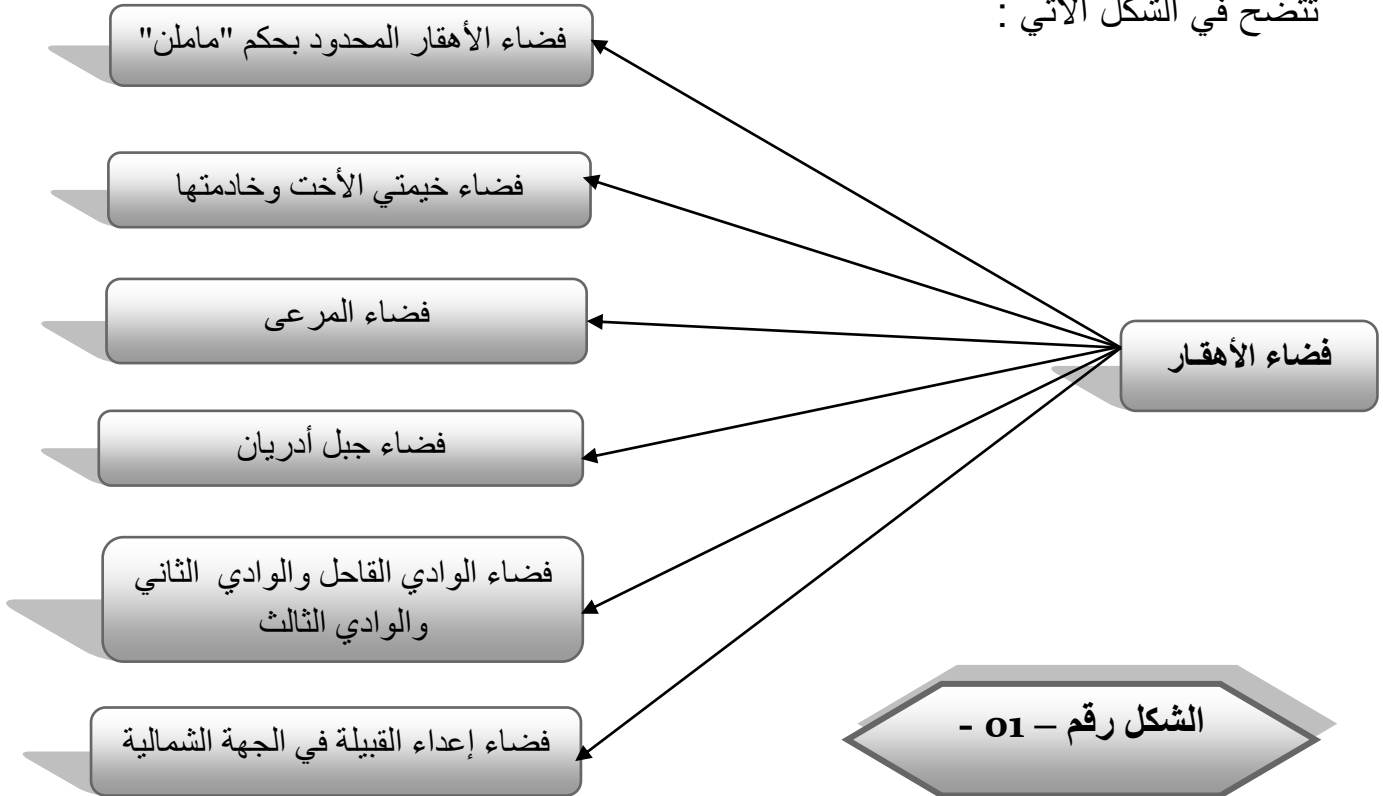 تتضح في الشكل الآتي :
فضاء الأهقار المحدود بحكم "ماملن"
فضاء خيمتي الأخت وخادمتها
فضاء المرعى
فضاء الأهقـار
فضاء جبل أدريان
فضاء الوادي القاحل والوادي الثاني
والوادي الثالث
فضاء إعداء القبيلة في الجهة الشمالية
الشكل رقم – 01 -